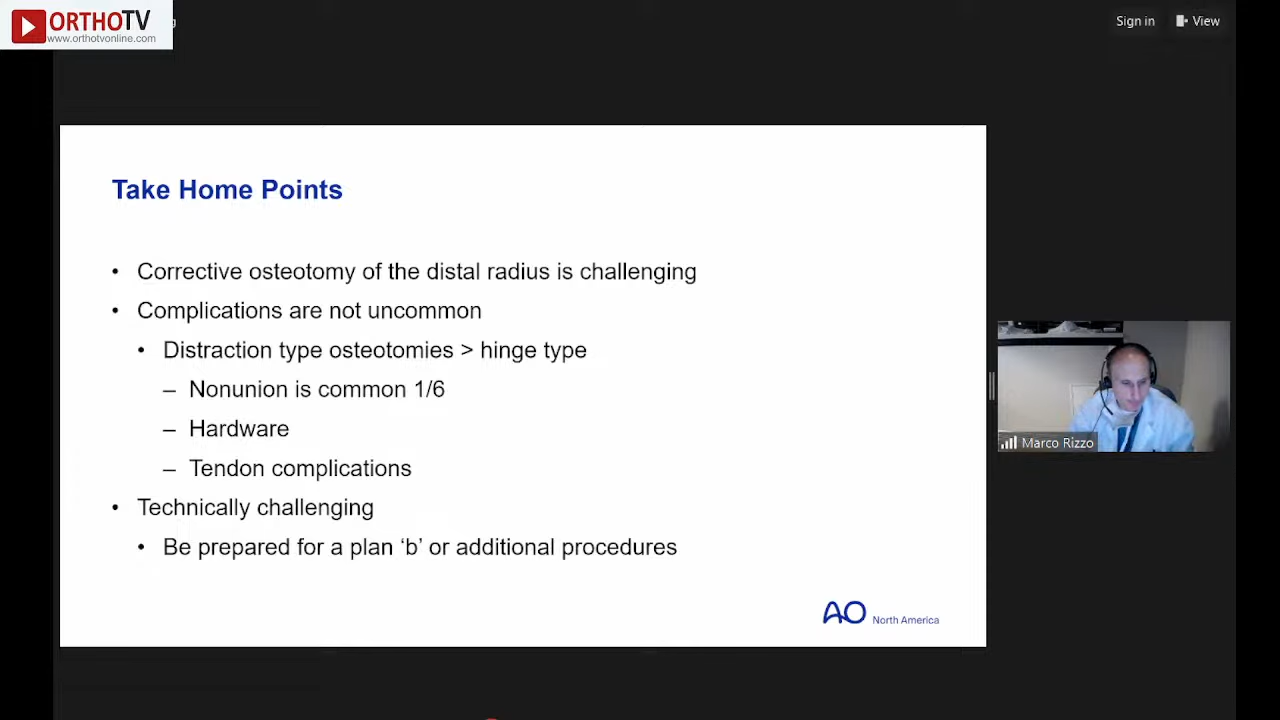 ORTHOTV
www.orthotvonline.com
Sign in
View
Take Home Points
• Corrective osteotomy of the distal radius is challenging
• Complications are not uncommon
• Distraction type osteotomies > hinge type
– Nonunion is common 1/6
– Hardware
– Tendon complications
• Technically challenging
• Be prepared for a plan ‘b’ or additional procedures
AO North America
Marco Rizzo